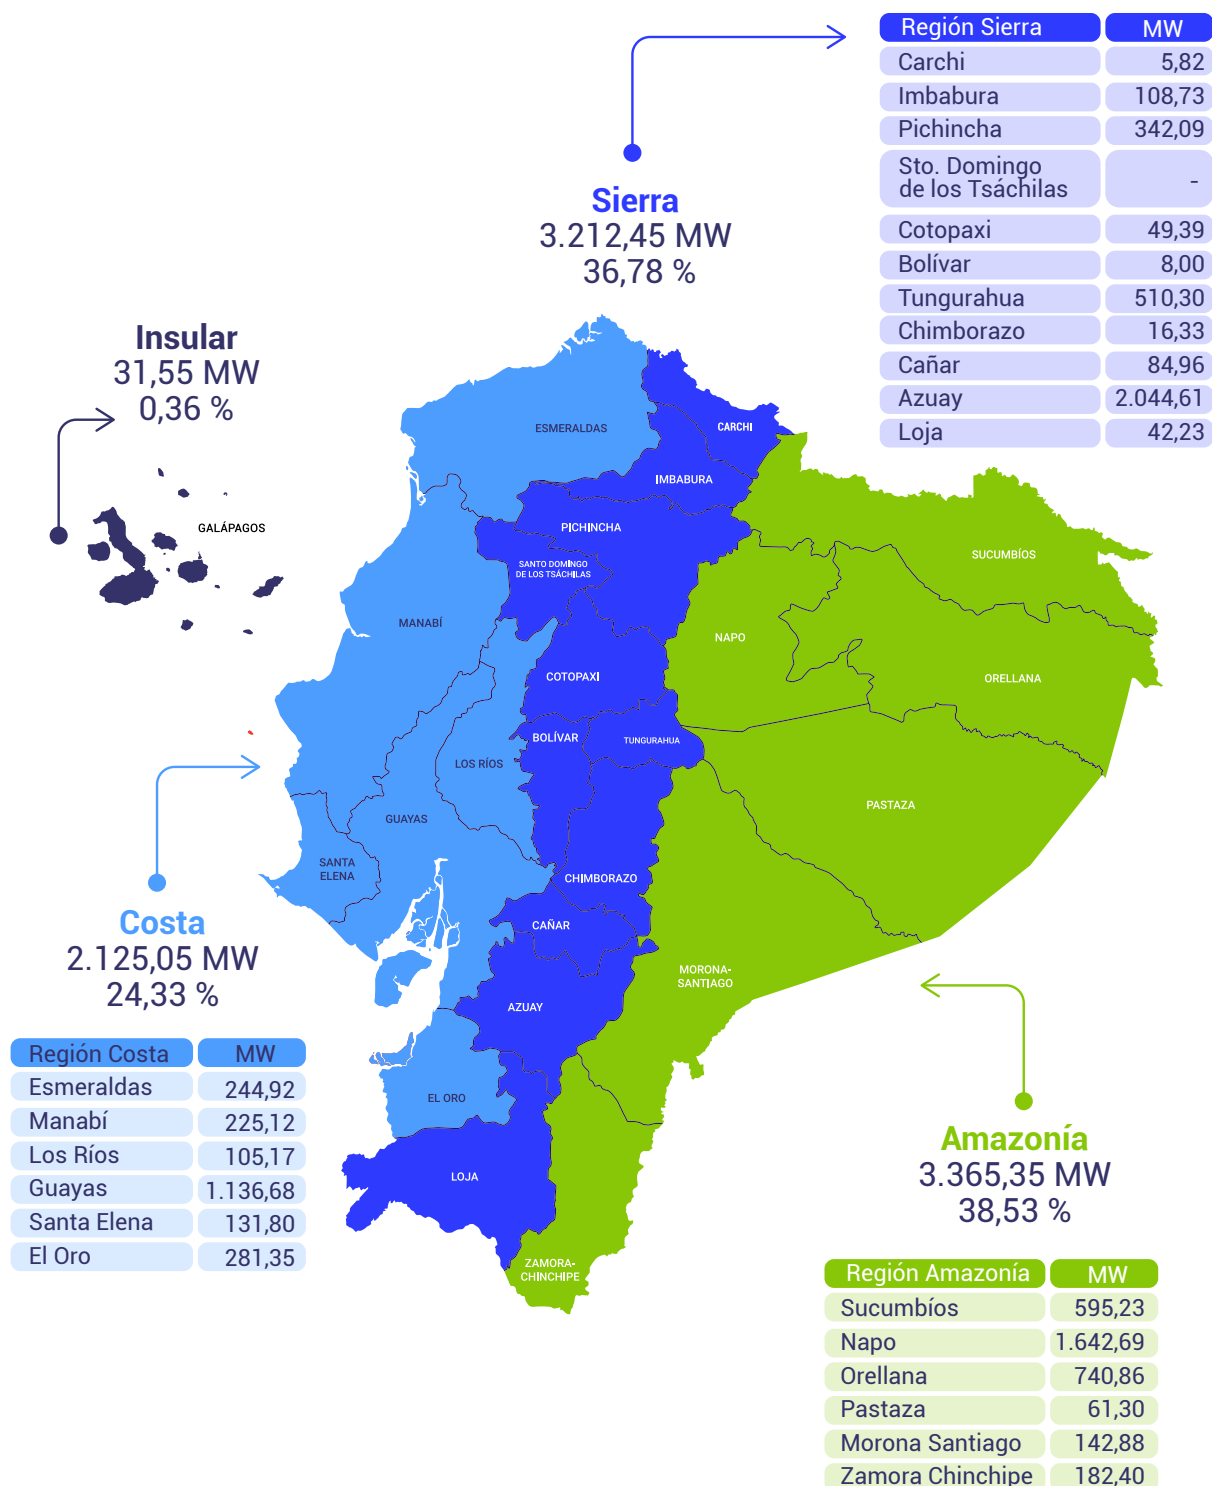 Región Sierra MW
Carchi 5,82
Imbabura 108,73
Pichincha 342,09
Sto. Domingo
de los Tsáchilas -
Cotopaxi 49,39
Bolívar 8,00
Tungurahua 510,30
Chimborazo 16,33
Cañar 84,96
Azuay 2.044,61
Loja 42,23
Sierra
3.212,45 MW
36,78 %
Insular
31,55 MW
0,36 %
GALÁPAGOS
ESMERALDAS
CARCHI
IMBABURA
PICHINCHA
SANTO DOMINGO
DE LOS TSÁCHILAS
SUCUMBÍOS
MANABÍ
NAPO
COTOPAXI
ORELLANA
BOLÍVAR
TUNGURAHUA
LOS RÍOS
PASTAZA
GUAYAS
SANTA
ELENA
CHIMBORAZO
CAÑAR
MORONA-
SANTIAGO
AZUAY
EL ORO
LOJA
ZAMORA-
CHINCHIPE
Costa
2.125,05 MW
24,33 %
Región Costa MW
Esmeraldas 244,92
Manabí 225,12
Los Ríos 105,17
Guayas 1.136,68
Santa Elena 131,80
El Oro 281,35
Amazonía
3.365,35 MW
38,53 %
Región Amazonía MW
Sucumbíos 595,23
Napo 1.642,69
Orellana 740,86
Pastaza 61,30
Morona Santiago 142,88
Zamora Chinchipe 182,40